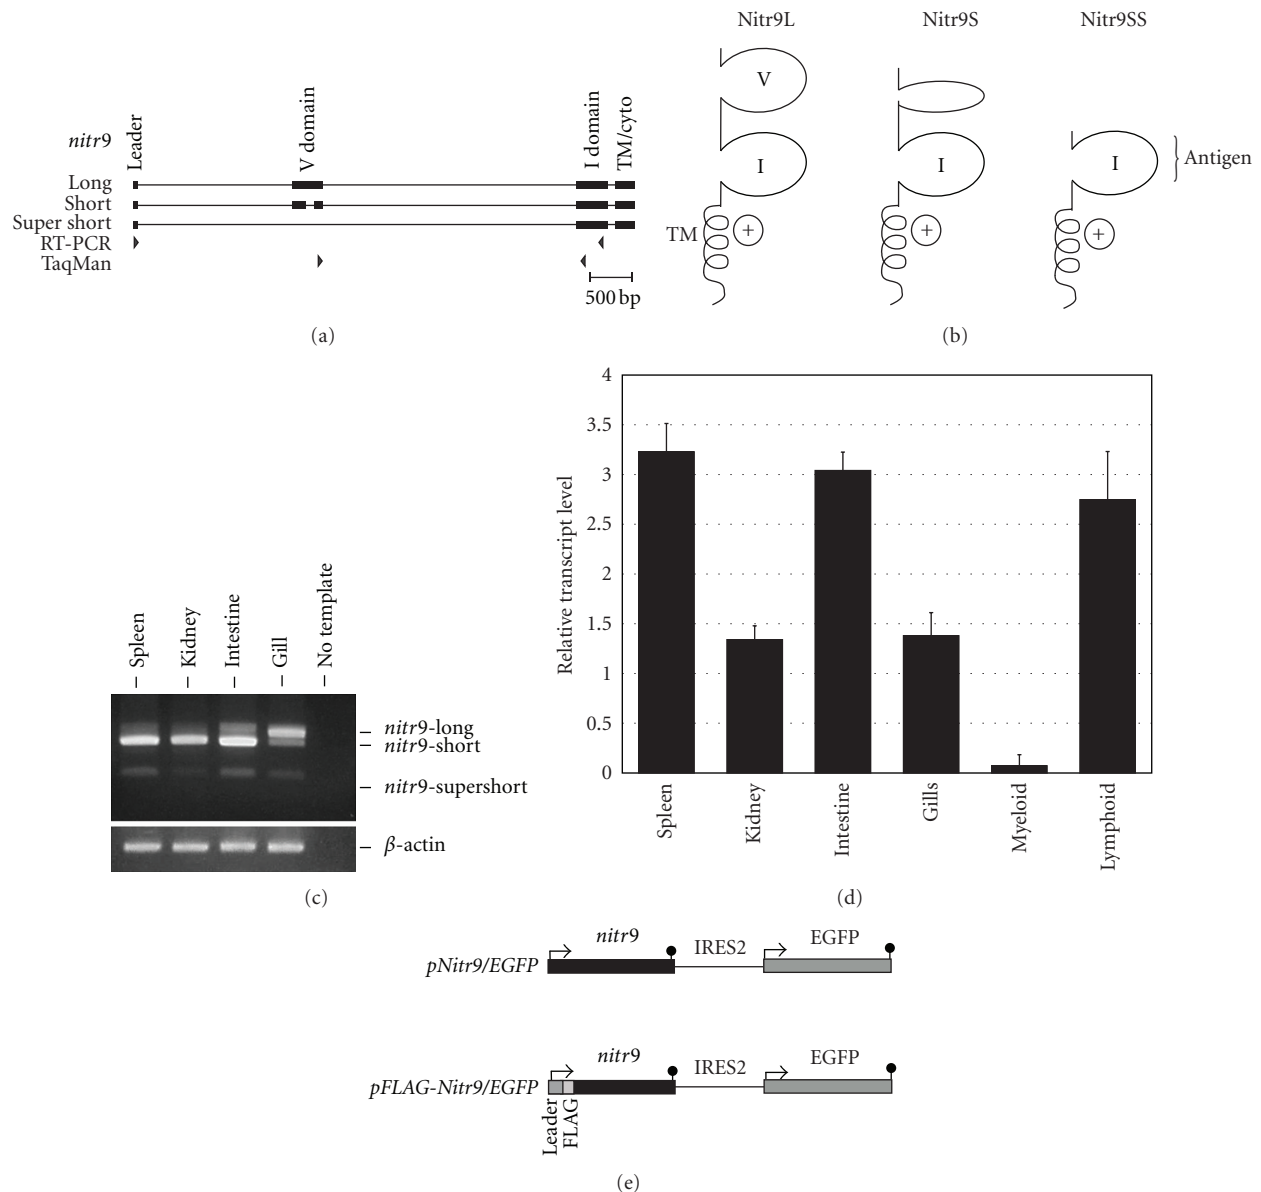 nitr9
Leader
V domain
I domain
TM/cyto
Long
Short
Super short
RT-PCR
TaqMan
500 bp
(a)
Nitr9L
Nitr9S
Nitr9SS
V
I
I
I
Antigen
TM
+
+
+
(b)
Spleen
Kidney
Intestine
Gill
No template
nitr9-long
nitr9-short
nitr9-supershort
β-actin
(c)
Relative transcript level
4
3.5
3
2.5
2
1.5
1
0.5
0
Spleen
Kidney
Intestine
Gills
Myeloid
Lymphoid
(d)
pNitr9/EGFP
nitr9
IRES2
EGFP
pFLAG-Nitr9/EGFP
nitr9
IRES2
EGFP
Leader
FLAG
(e)